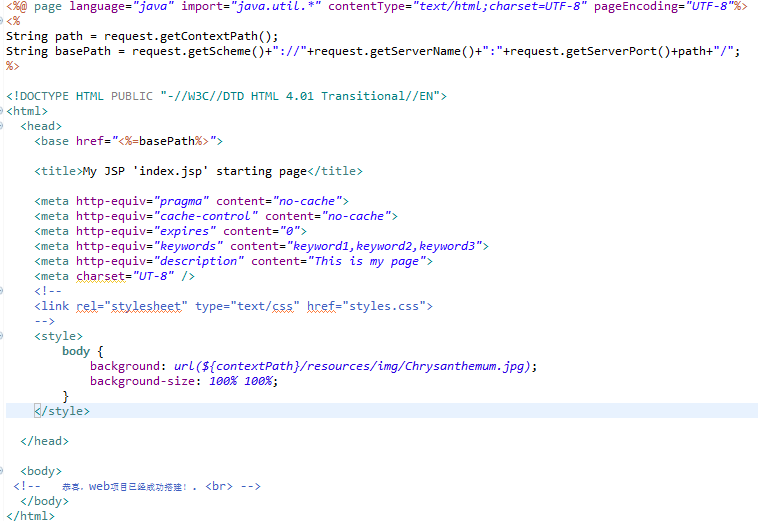 <%@ page language="java" import="java.util.*" contentType="text/html;charset=UTF-8" pageEncoding="UTF-8"%>
<%
String path = request.getContextPath();
String basePath = request.getScheme()+"://"+request.getServerName()+":"+request.getServerPort()+path+"/";
%>
<!DOCTYPE HTML PUBLIC "-//W3C//DTD HTML 4.01 Transitional//EN">
<html>
<head>
<base href="<%=basePath%>">
<title>My JSP 'index.jsp' starting page</title>
<meta http-equiv="pragma" content="no-cache">
<meta http-equiv="cache-control" content="no-cache">
<meta http-equiv="expires" content="0">
<meta http-equiv="keywords" content="keyword1,keyword2,keyword3">
<meta http-equiv="description" content="This is my page">
<meta charset="UT-8" />
<!--
<link rel="stylesheet" type="text/css" href="styles.css">
-->
<style>
body {
background: url(${contextPath}/resources/img/Chrysanthemum.jpg);
background-size: 100% 100%;
}
</style>
</head>
<body>
<!-- 恭喜，web项目已经成功搭建！. <br> -->
</body>
</html>